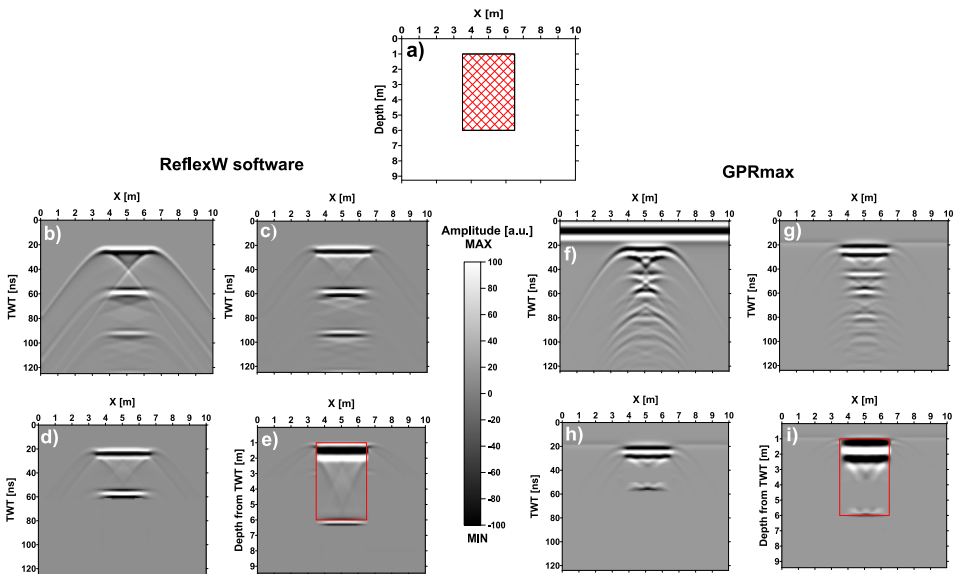 X [m]
0 1 2 3 4 5 6 7 8 9 10
a)
Depth [m]
0
1
2
3
4
5
6
7
8
9
ReflexW software
GPRmax
X [m]
0 1 2 3 4 5 6 7 8 9 10
b)
TWT [ns]
0
20
40
60
80
100
120
X [m]
0 1 2 3 4 5 6 7 8 9 10
c)
TWT [ns]
0
20
40
60
80
100
120
Amplitude [a.u.]
MAX
100
80
60
40
20
0
-20
-40
-60
-80
-100
MIN
X [m]
0 1 2 3 4 5 6 7 8 9 10
f)
TWT [ns]
0
20
40
60
80
100
120
X [m]
0 1 2 3 4 5 6 7 8 9 10
g)
TWT [ns]
0
20
40
60
80
100
120
X [m]
0 1 2 3 4 5 6 7 8 9 10
d)
TWT [ns]
0
20
40
60
80
100
120
X [m]
0 1 2 3 4 5 6 7 8 9 10
e)
Depth from TWT [m]
0
1
2
3
4
5
6
7
8
9
X [m]
0 1 2 3 4 5 6 7 8 9 10
h)
TWT [ns]
0
20
40
60
80
100
120
X [m]
0 1 2 3 4 5 6 7 8 9 10
i)
Depth from TWT [m]
0
1
2
3
4
5
6
7
8
9